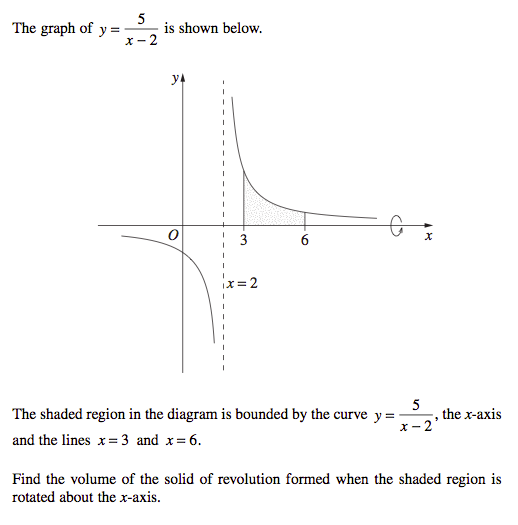 The graph of y = 5/(x − 2) is shown below.
y
O
3
6
x
x = 2
The shaded region in the diagram is bounded by the curve y = 5/(x − 2), the x-axis
and the lines x = 3 and x = 6.
Find the volume of the solid of revolution formed when the shaded region is
rotated about the x-axis.